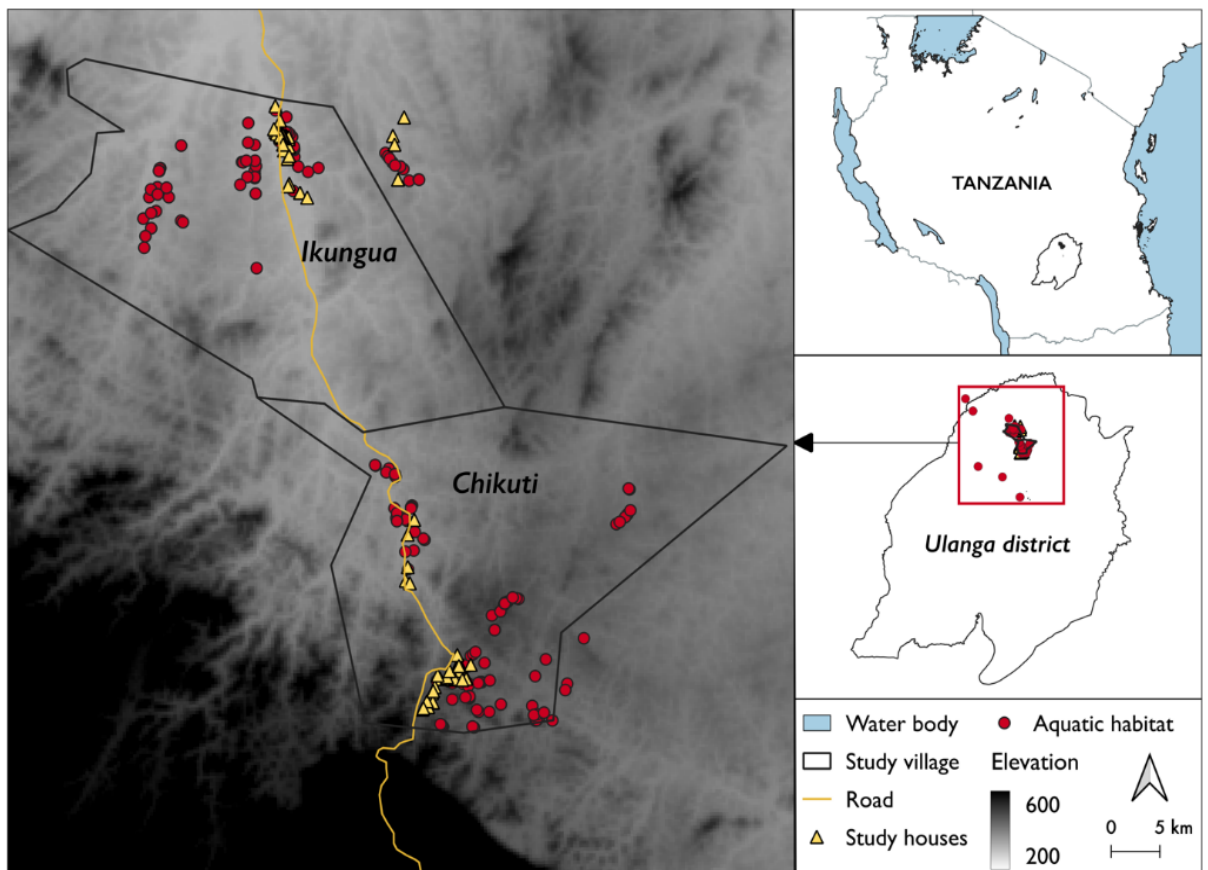 Ikungua
Chikuti
TANZANIA
Ulanga district
Water body
Aquatic habitat
Study village
Elevation
Road
600
Study houses
200
0 5 km